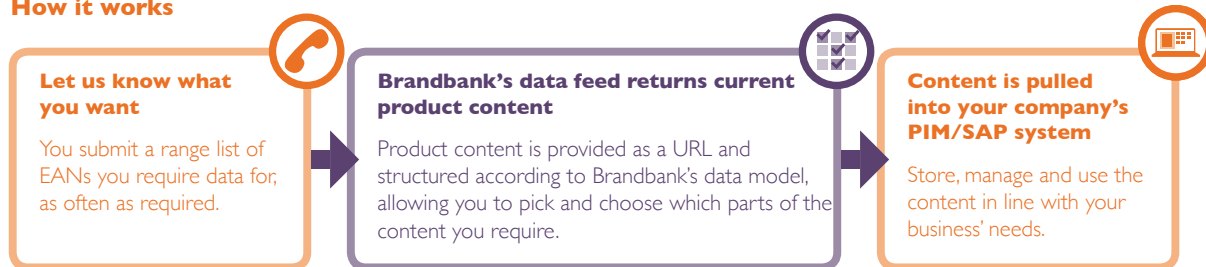 How it works
Let us know what
you want
You submit a range list of
EANs you require data for,
as often as required.
Brandbank's data feed returns current
product content
Product content is provided as a URL and
structured according to Brandbank's data model,
allowing you to pick and choose which parts of the
content you require.
Content is pulled
into your company's
PIM/SAP system
Store, manage and use the
content in line with your
business' needs.